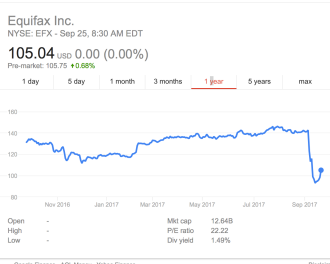 Equifax Inc.
NYSE: EFX - Sep 25, 8:30 AM EDT
105.04 USD 0.00 (0.00%)
Pre-market: 105.75 ↑0.68%
1 day 5 day 1 month 3 months 1 year 5 years max
160
140
120
100
80
Nov 2016 Jan 2017 Mar 2017 May 2017 Jul 2017 Sep 2017
Open - Mkt cap 12.64B
High - P/E ratio 22.22
Low - Div yield 1.49%